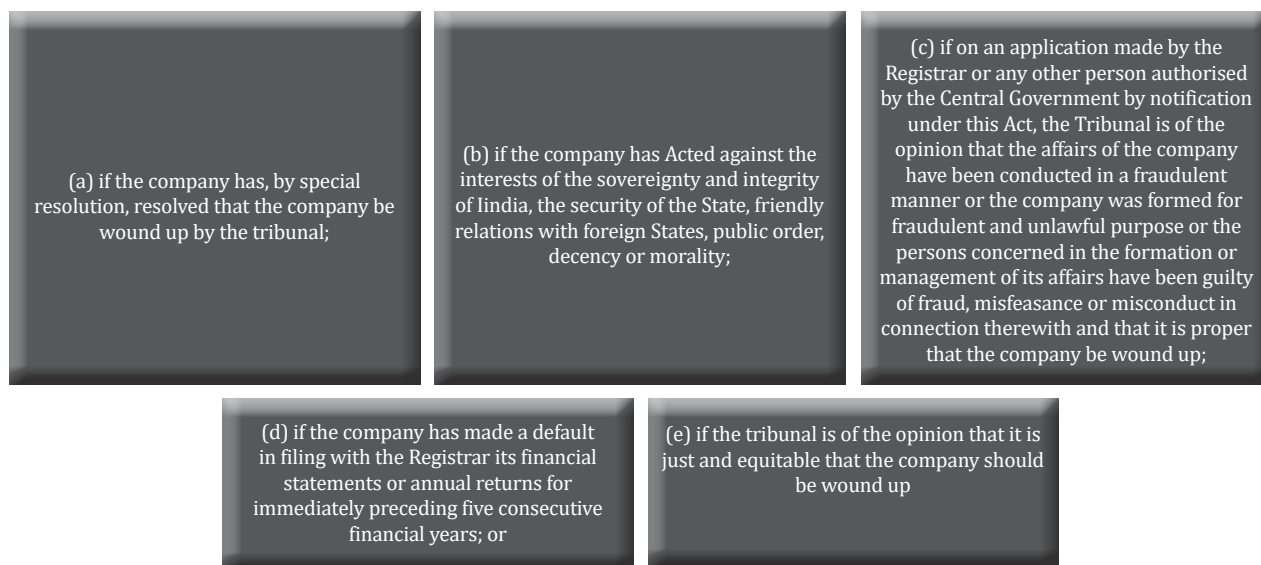 (a) if the company has, by special
resolution, resolved that the company be
wound up by the tribunal;
(b) if the company has Acted against the
interests of the sovereignty and integrity
of Iindia, the security of the State, friendly
relations with foreign States, public order,
decency or morality;
(c) if on an application made by the
Registrar or any other person authorised
by the Central Government by notification
under this Act, the Tribunal is of the
opinion that the affairs of the company
have been conducted in a fraudulent
manner or the company was formed for
fraudulent and unlawful purpose or the
persons concerned in the formation or
management of its affairs have been guilty
of fraud, misfeasance or misconduct in
connection therewith and that it is proper
that the company be wound up;
(d) if the company has made a default
in filing with the Registrar its financial
statements or annual returns for
immediately preceding five consecutive
financial years; or
(e) if the tribunal is of the opinion that it is
just and equitable that the company should
be wound up